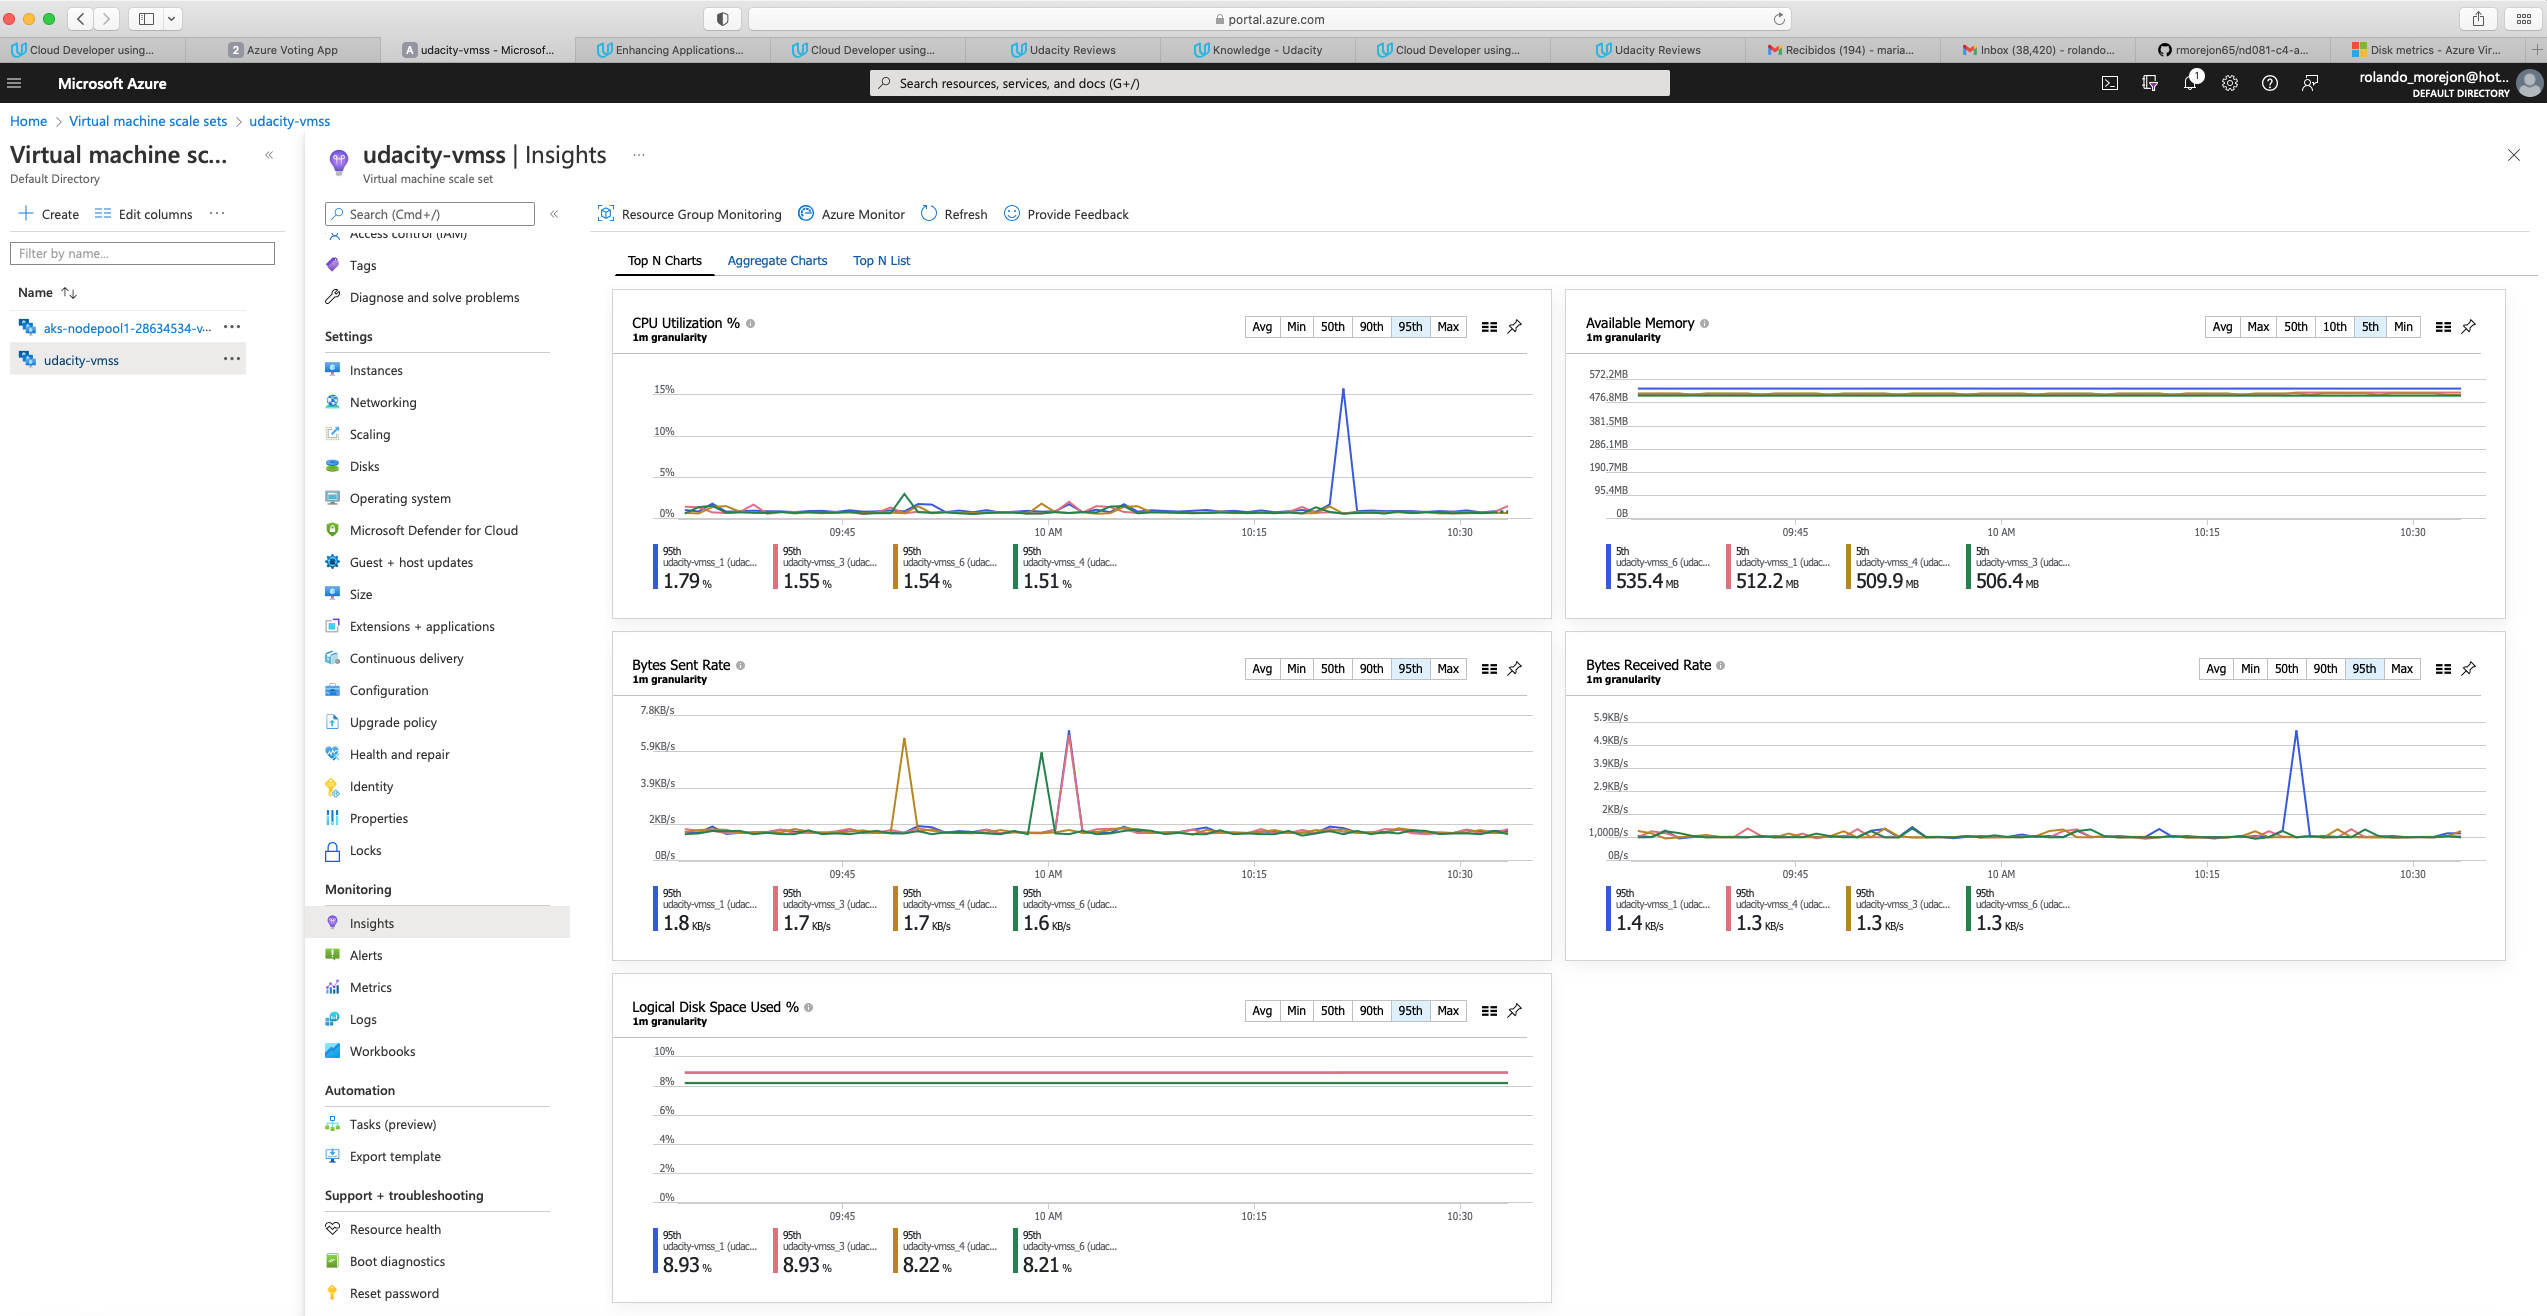 portal.azure.com
Cloud Developer using...
2 Azure Voting App
A udacity-vmss - Microsof...
Enhancing Applications...
Cloud Developer using...
Udacity Reviews
Knowledge - Udacity
Cloud Developer using...
Udacity Reviews
Recibidos (194) - maria...
Inbox (38,420) - rolando...
rmorejon65/nd081-c4-a...
Disk metrics - Azure Vir...
Microsoft Azure
Search resources, services, and docs (G+/)
1
rolando_morejon@hot...
DEFAULT DIRECTORY
Home > Virtual machine scale sets > udacity-vmss
Virtual machine sc...
Default Directory
Create
Edit columns
Filter by name...
Name
aks-nodepool1-28634534-v...
udacity-vmss
udacity-vmss | Insights
Virtual machine scale set
Search (Cmd+/)
Access control (IAM)
Tags
Diagnose and solve problems
Settings
Instances
Networking
Scaling
Disks
Operating system
Microsoft Defender for Cloud
Guest + host updates
Size
Extensions + applications
Continuous delivery
Configuration
Upgrade policy
Health and repair
Identity
Properties
Locks
Monitoring
Insights
Alerts
Metrics
Logs
Workbooks
Automation
Tasks (preview)
Export template
Support + troubleshooting
Resource health
Boot diagnostics
Reset password
Resource Group Monitoring
Azure Monitor
Refresh
Provide Feedback
Top N Charts
Aggregate Charts
Top N List
CPU Utilization %
1m granularity
Avg Min 50th 90th 95th Max
15%
10%
5%
0%
09:45 10 AM 10:15 10:30
95th 95th 95th 95th
udacity-vmss_1 (udac... udacity-vmss_3 (udac... udacity-vmss_6 (udac... udacity-vmss_4 (udac...
1.79 % 1.55 % 1.54 % 1.51 %
Available Memory
1m granularity
Avg Max 50th 10th 5th Min
572.2MB
476.8MB
381.5MB
286.1MB
190.7MB
95.4MB
0B
09:45 10 AM 10:15 10:30
5th 5th 5th 5th
udacity-vmss_6 (udac... udacity-vmss_1 (udac... udacity-vmss_4 (udac... udacity-vmss_3 (udac...
535.4 MB 512.2 MB 509.9 MB 506.4 MB
Bytes Sent Rate
1m granularity
Avg Min 50th 90th 95th Max
7.8KB/s
5.9KB/s
3.9KB/s
2KB/s
0B/s
09:45 10 AM 10:15 10:30
95th 95th 95th 95th
udacity-vmss_1 (udac... udacity-vmss_3 (udac... udacity-vmss_4 (udac... udacity-vmss_6 (udac...
1.8 KB/s 1.7 KB/s 1.7 KB/s 1.6 KB/s
Bytes Received Rate
1m granularity
Avg Min 50th 90th 95th Max
5.9KB/s
4.9KB/s
3.9KB/s
2.9KB/s
2KB/s
1,000B/s
0B/s
09:45 10 AM 10:15 10:30
95th 95th 95th 95th
udacity-vmss_1 (udac... udacity-vmss_4 (udac... udacity-vmss_3 (udac... udacity-vmss_6 (udac...
1.4 KB/s 1.3 KB/s 1.3 KB/s 1.3 KB/s
Logical Disk Space Used %
1m granularity
Avg Min 50th 90th 95th Max
10%
8%
6%
4%
2%
0%
09:45 10 AM 10:15 10:30
95th 95th 95th 95th
udacity-vmss_1 (udac... udacity-vmss_3 (udac... udacity-vmss_4 (udac... udacity-vmss_6 (udac...
8.93 % 8.93 % 8.22 % 8.21 %